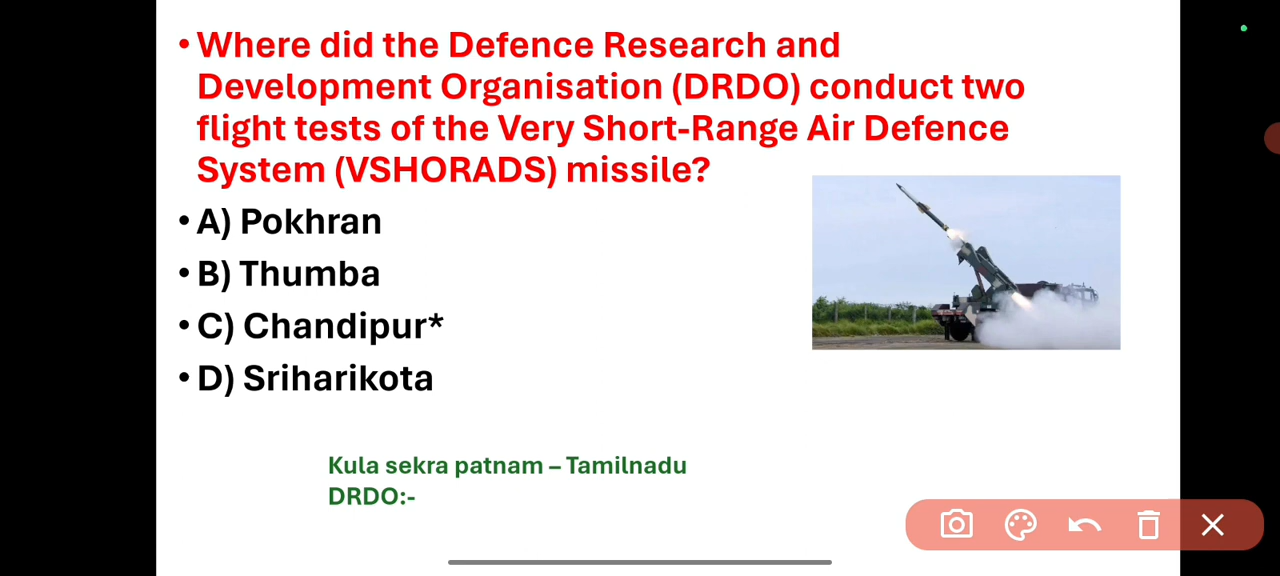 • Where did the Defence Research and
Development Organisation (DRDO) conduct two
flight tests of the Very Short-Range Air Defence
System (VSHORADS) missile?
• A) Pokhran
• B) Thumba
• C) Chandipur*
• D) Sriharikota
Kula sekra patnam – Tamilnadu
DRDO:-